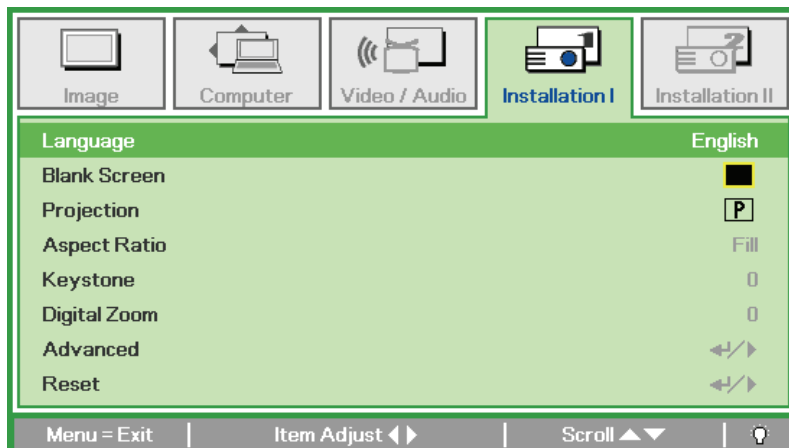 Image Computer Video / Audio Installation I Installation II
Language English
Blank Screen
Projection P
Aspect Ratio Fill
Keystone 0
Digital Zoom 0
Advanced
Reset
Menu = Exit Item Adjust Scroll